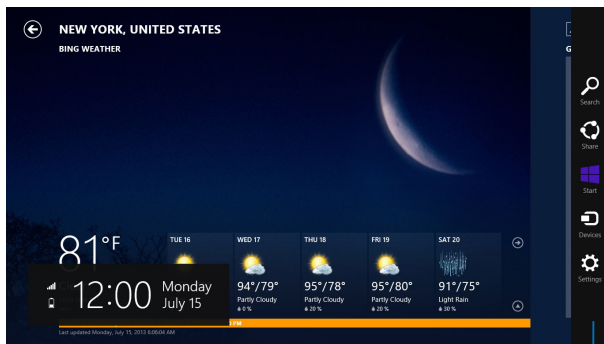 NEW YORK, UNITED STATES
BING WEATHER
G
Search
Share
Start
Devices
Settings
81°F
TUE 16
WED 17
THU 18
FRI 19
SAT 20
94°/79°
95°/78°
95°/80°
91°/75°
Partly Cloudy
Partly Cloudy
Partly Cloudy
Light Rain
0 %
20 %
20 %
30 %
12:00
Monday
July 15
PM
Last updated Monday, July 15, 2013 6:06:04 AM